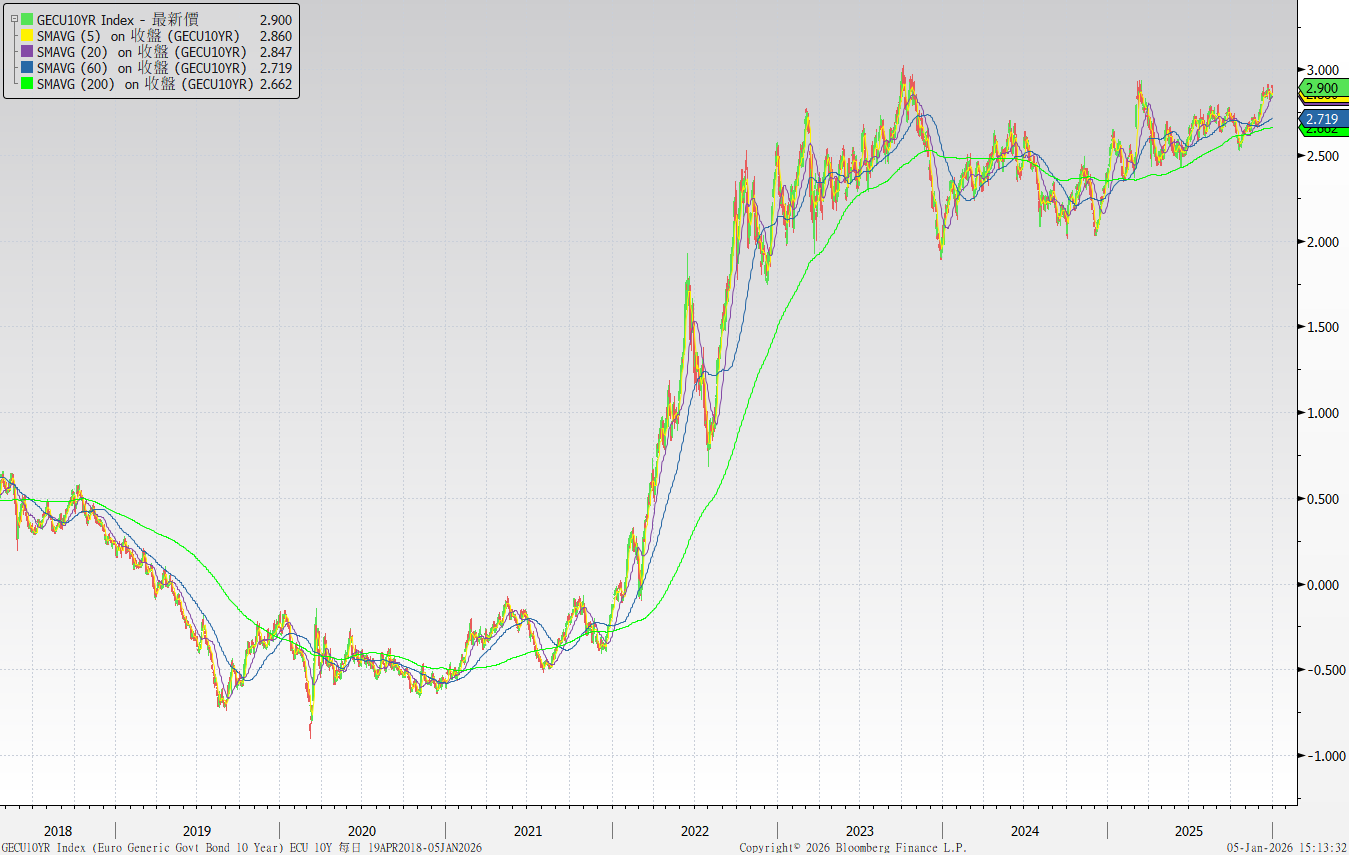 GECU10YR Index - 最新價 2.900
SMAVG (5) on 收盤 (GECU10YR) 2.860
SMAVG (20) on 收盤 (GECU10YR) 2.847
SMAVG (60) on 收盤 (GECU10YR) 2.719
SMAVG (200) on 收盤 (GECU10YR) 2.662
3.000
2.900
2.719
2.662
2.500
2.000
1.500
1.000
0.500
0.000
-0.500
-1.000
2018 2019 2020 2021 2022 2023 2024 2025
GECU10YR Index (Euro Generic Govt Bond 10 Year) ECU 10Y 每日 19APR2018-05JAN2026 Copyright© 2026 Bloomberg Finance L.P. 05-Jan-2026 15:13:32